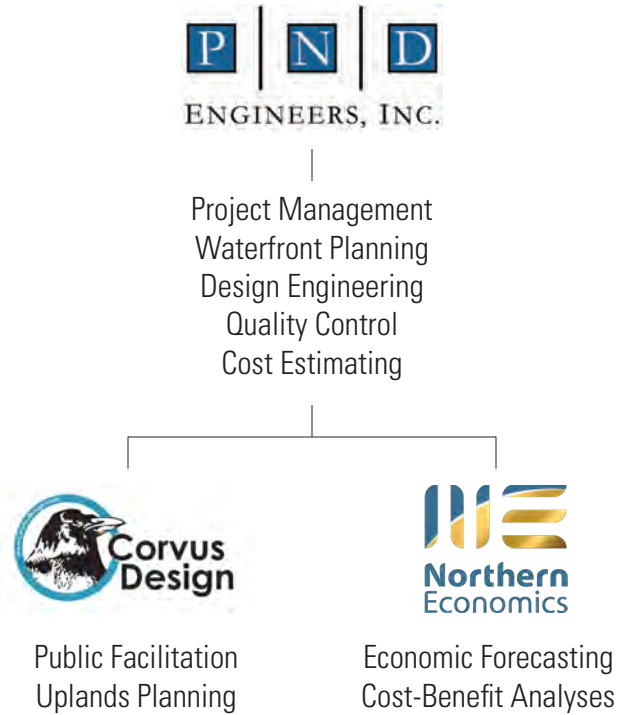 P N D
ENGINEERS, INC.
Project Management
Waterfront Planning
Design Engineering
Quality Control
Cost Estimating
Corvus
Design
NE
Northern
Economics
Public Facilitation
Uplands Planning
Economic Forecasting
Cost-Benefit Analyses